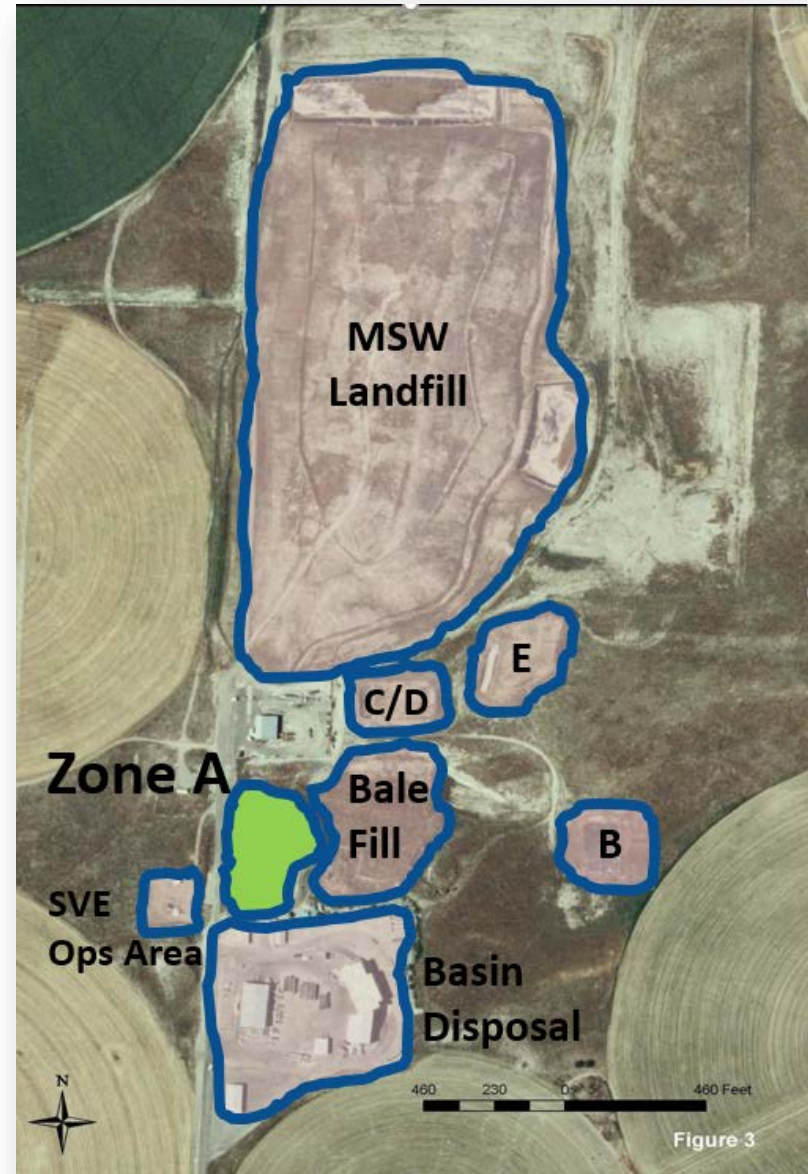 MSW
Landfill
E
C/D
Zone A
Bale
Fill
B
SVE
Ops Area
Basin
Disposal
N
460 230 0 460 Feet
Figure 3